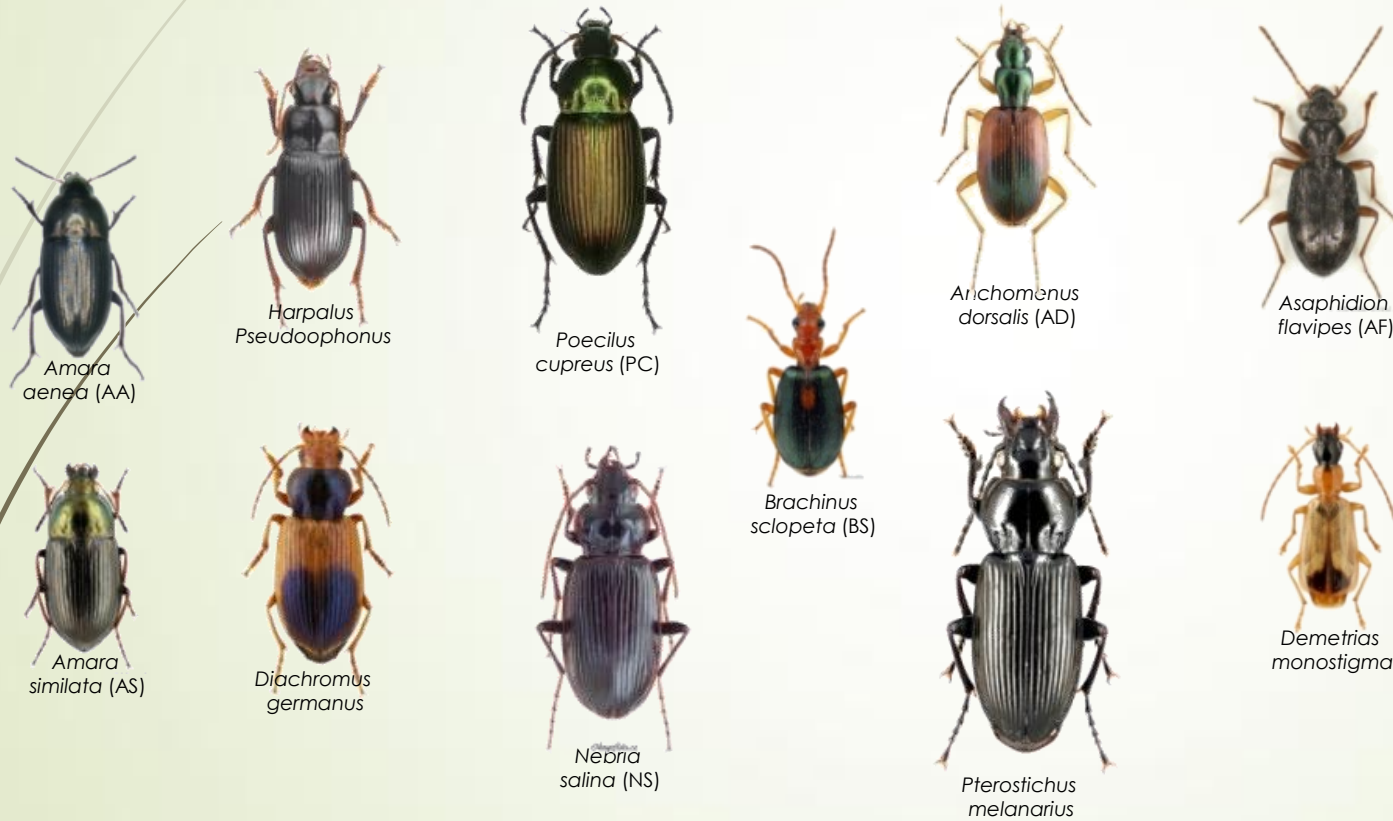 Amara
aenea (AA)
Harpalus
Pseudoophonus
Poecilus
cupreus (PC)
Anchomenus
dorsalis (AD)
Asaphidion
flavipes (AF)
Brachinus
sclopeta (BS)
Amara
similata (AS)
Diachromus
germanus
Nebria
salina (NS)
Pterostichus
melanarius
Demetrias
monostigma